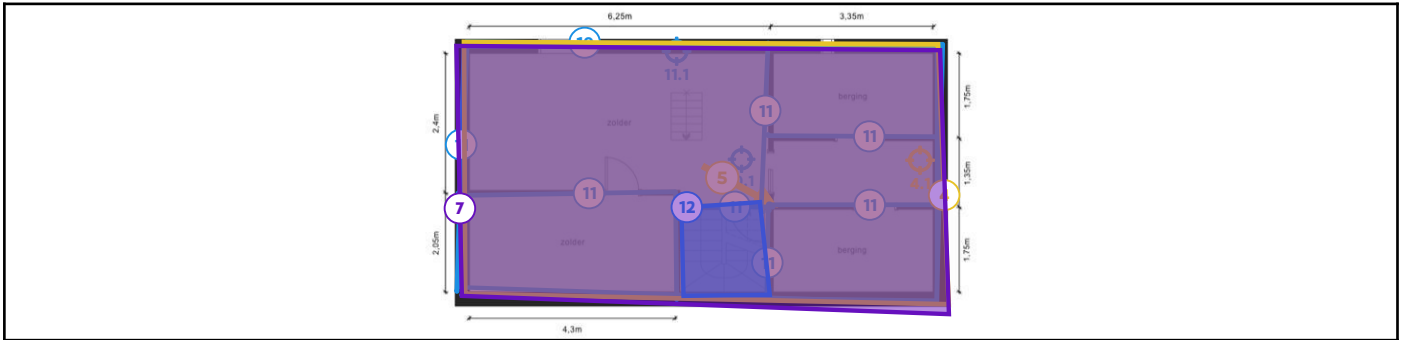 6,25m 3,35m
11.1
11
berging
1,75m
2,4m
zolder
11
5
1,35m
11
12
11
11
7
2,05m
zolder
11
berging
1,75m
4,3m